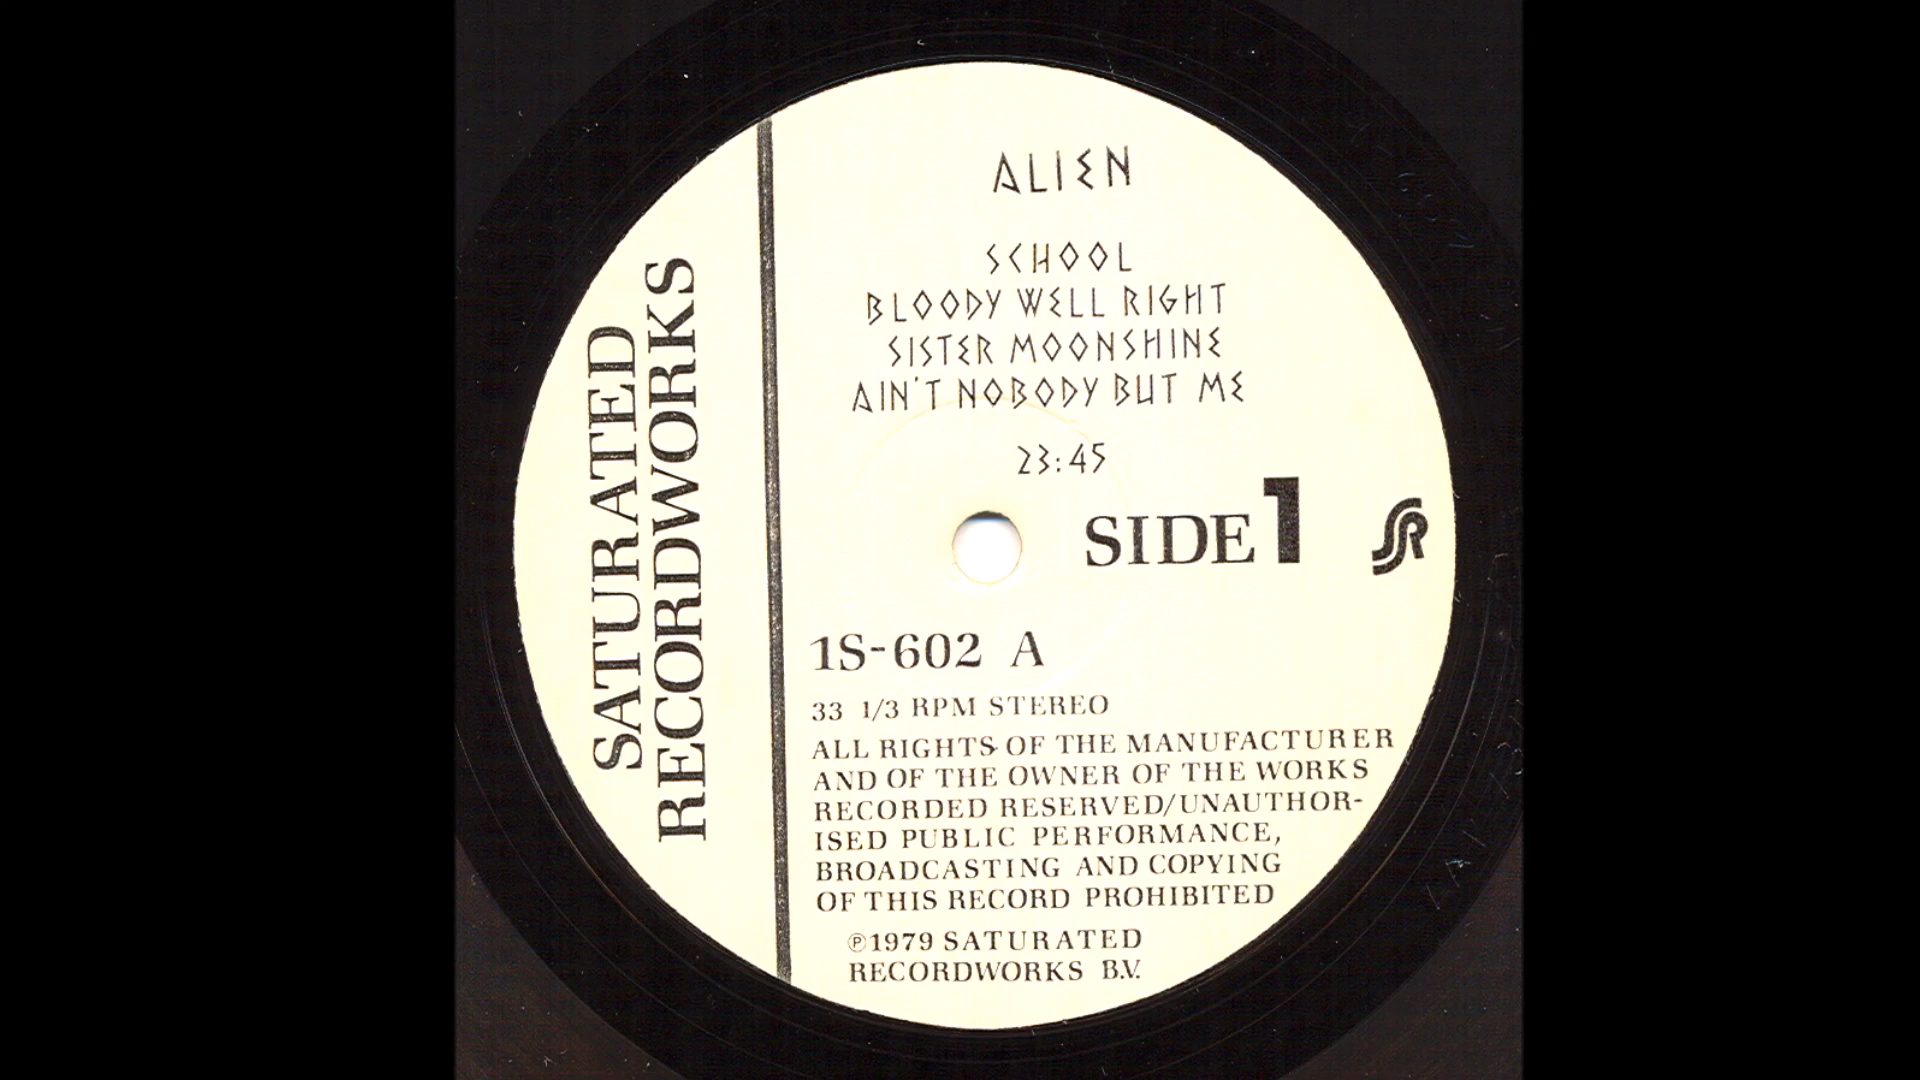 SATURATED
RECORDWORKS
ALIEN
SCHOOL
BLOODY WELL RIGHT
SISTER MOONSHINE
AIN'T NOBODY BUT ME
23:45
SIDE 1
SR
1S-602 A
33 1/3 RPM STEREO
ALL RIGHTS OF THE MANUFACTURER
AND OF THE OWNER OF THE WORKS
RECORDED RESERVED/UNAUTHOR-
ISED PUBLIC PERFORMANCE,
BROADCASTING AND COPYING
OF THIS RECORD PROHIBITED
℗1979 SATURATED
RECORDWORKS B.V.